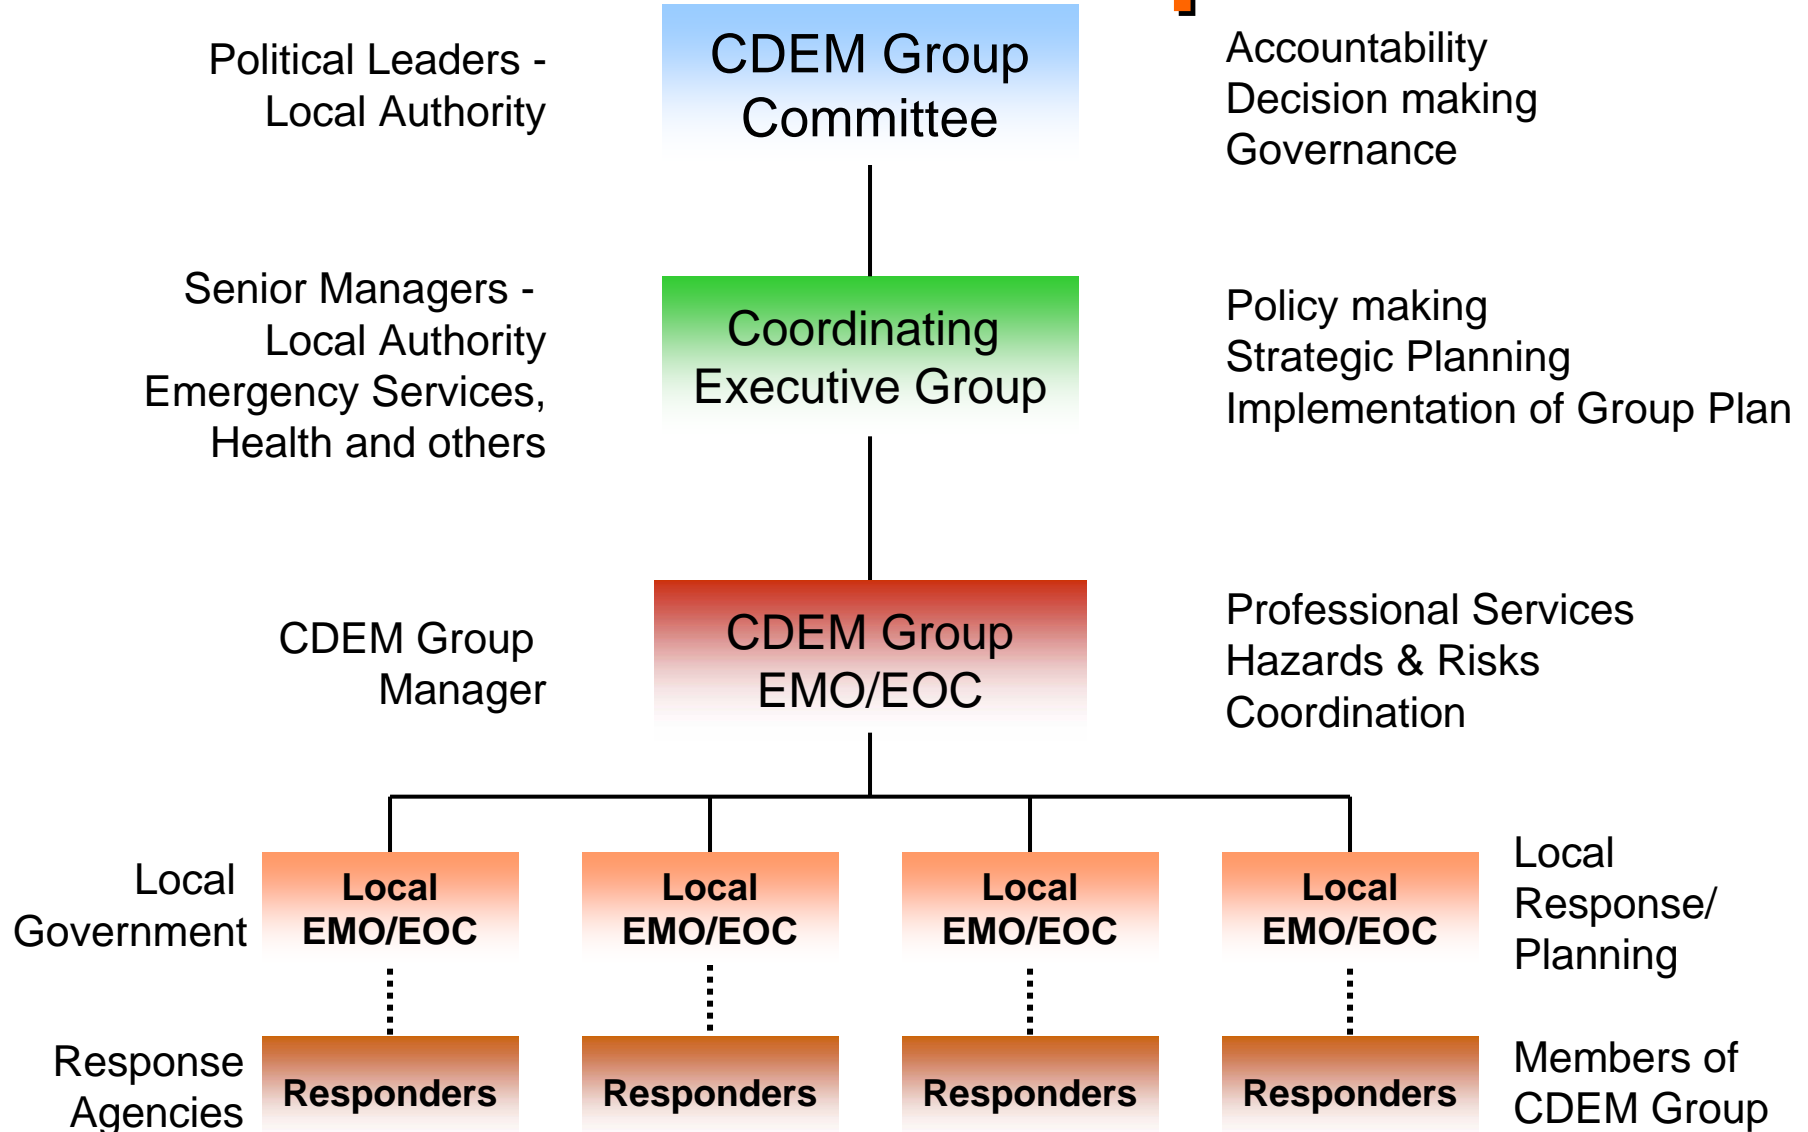 Political Leaders -
Local Authority
CDEM Group
Committee
Accountability
Decision making
Governance
Senior Managers -
Local Authority
Emergency Services,
Health and others
Coordinating
Executive Group
Policy making
Strategic Planning
Implementation of Group Plan
CDEM Group
Manager
CDEM Group
EMO/EOC
Professional Services
Hazards & Risks
Coordination
Local
Government
Local
EMO/EOC
Local
EMO/EOC
Local
EMO/EOC
Local
EMO/EOC
Local
Response/
Planning
Response
Agencies
Responders
Responders
Responders
Responders
Members of
CDEM Group